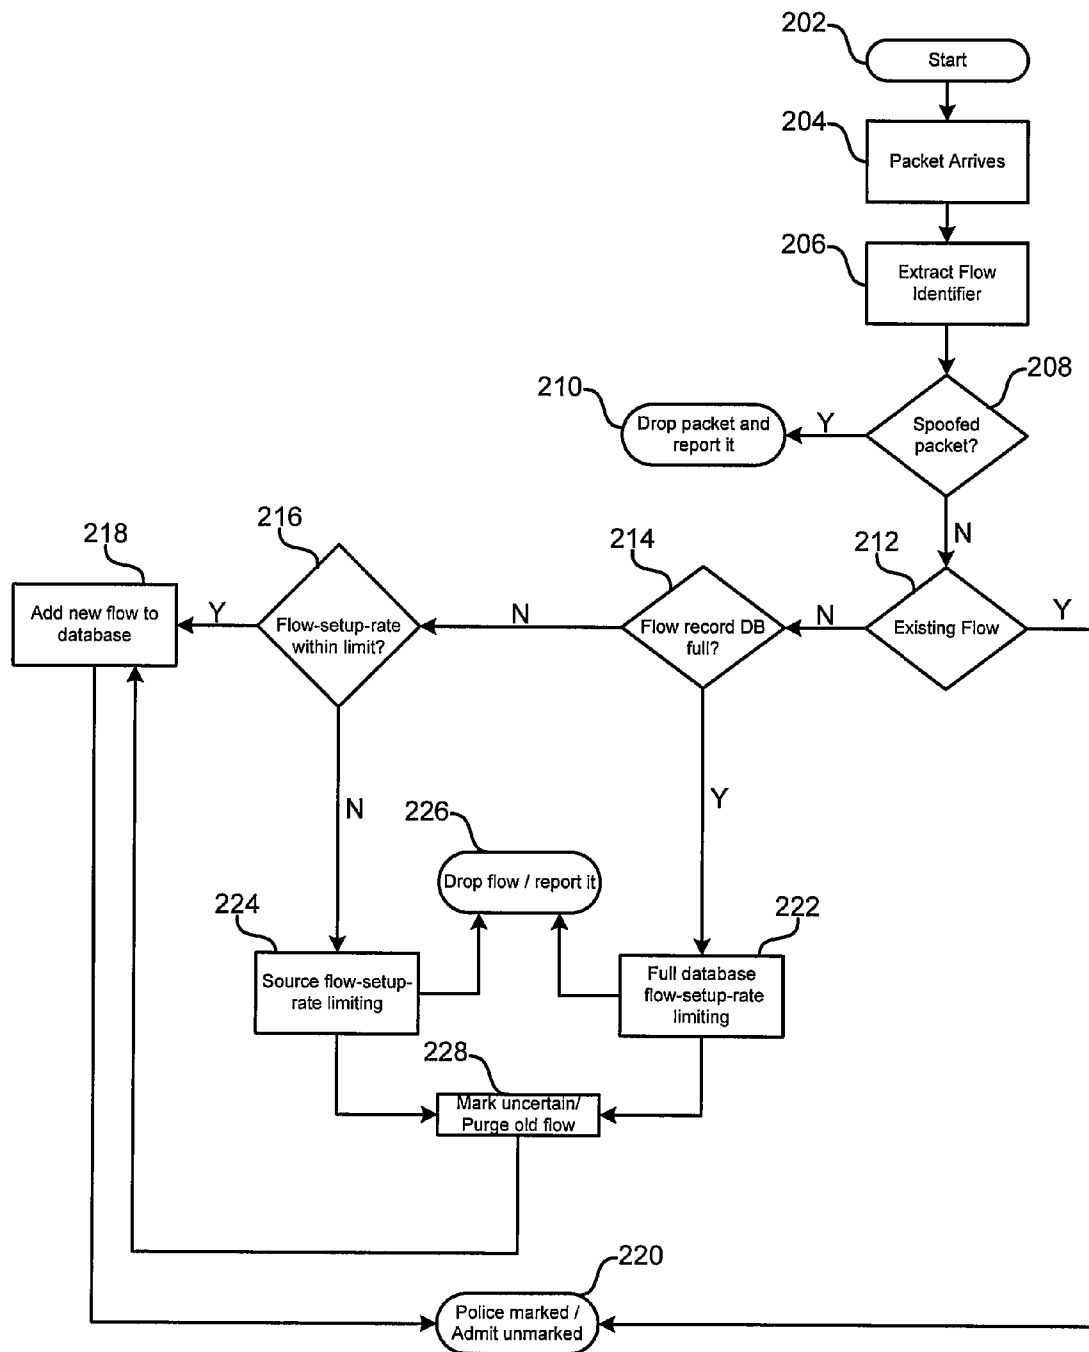 202
Start
204
Packet Arrives
206
Extract Flow
Identifier
208
Spoofed
packet?
Y
210
Drop packet and
report it
N
212
Existing Flow
Y
N
214
Flow record DB
full?
N
216
Flow-setup-rate
within limit?
Y
218
Add new flow to
database
N
Y
226
Drop flow / report it
224
Source flow-setup-
rate limiting
222
Full database
flow-setup-rate
limiting
228
Mark uncertain/
Purge old flow
220
Police marked /
Admit unmarked